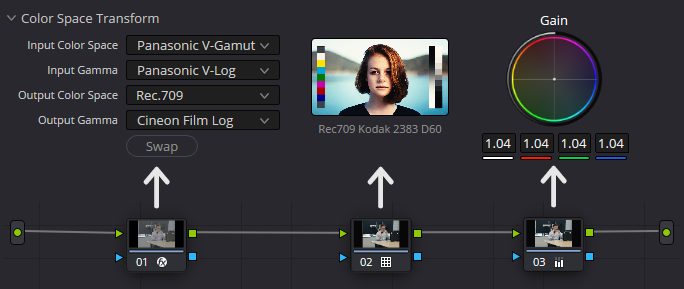 Color Space Transform
Input Color Space Panasonic V-Gamut
Input Gamma Panasonic V-Log
Output Color Space Rec.709
Output Gamma Cineon Film Log
Swap
Rec709 Kodak 2383 D60
Gain
1.04 1.04 1.04 1.04
01 fx
02
03